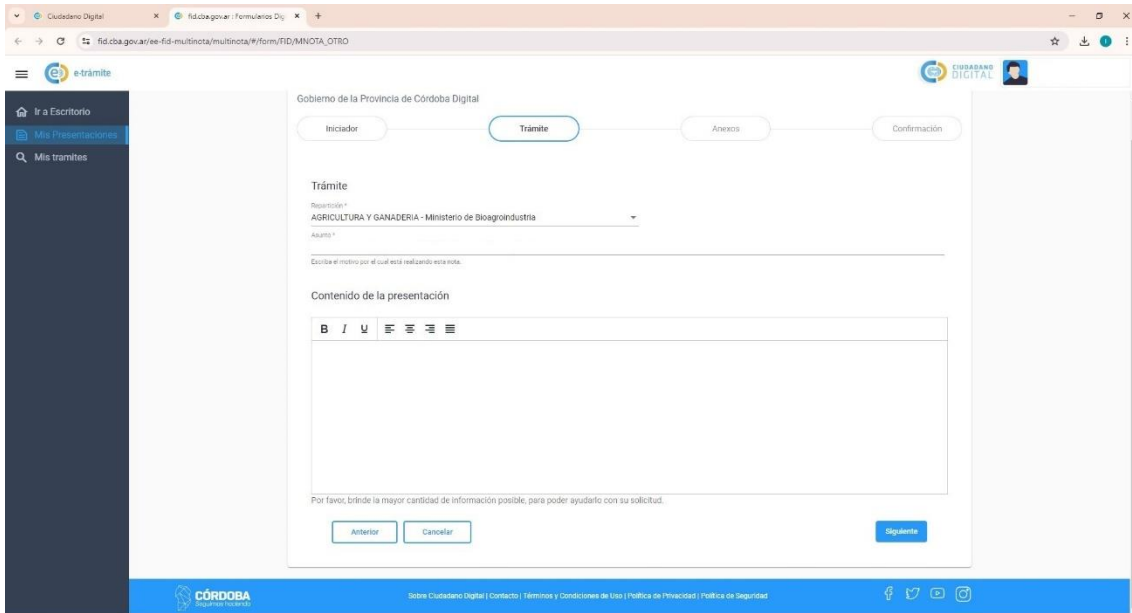 Ciudadano Digital
fid.cba.gov.ar : Formularios Dig
fid.cba.gov.ar/ee-fid-multinota/multinota/#/form/FID/MNOTA_OTRO
e-trámite
CIUDADANO
DIGITAL
Ir a Escritorio
Mis Presentaciones
Mis tramites
Gobierno de la Provincia de Córdoba Digital
Iniciador
Trámite
Anexos
Confirmación
Trámite
Repartición *
AGRICULTURA Y GANADERIA - Ministerio de Bioagroindustria
Asunto *
Escriba el motivo por el cual está realizando esta nota.
Contenido de la presentación
B I U
Por favor, brinde la mayor cantidad de información posible, para poder ayudarlo con su solicitud.
Anterior
Cancelar
Siguiente
CÓRDOBA
Seguimos haciendo
Sobre Ciudadano Digital | Contacto | Términos y Condiciones de Uso | Política de Privacidad | Política de Seguridad